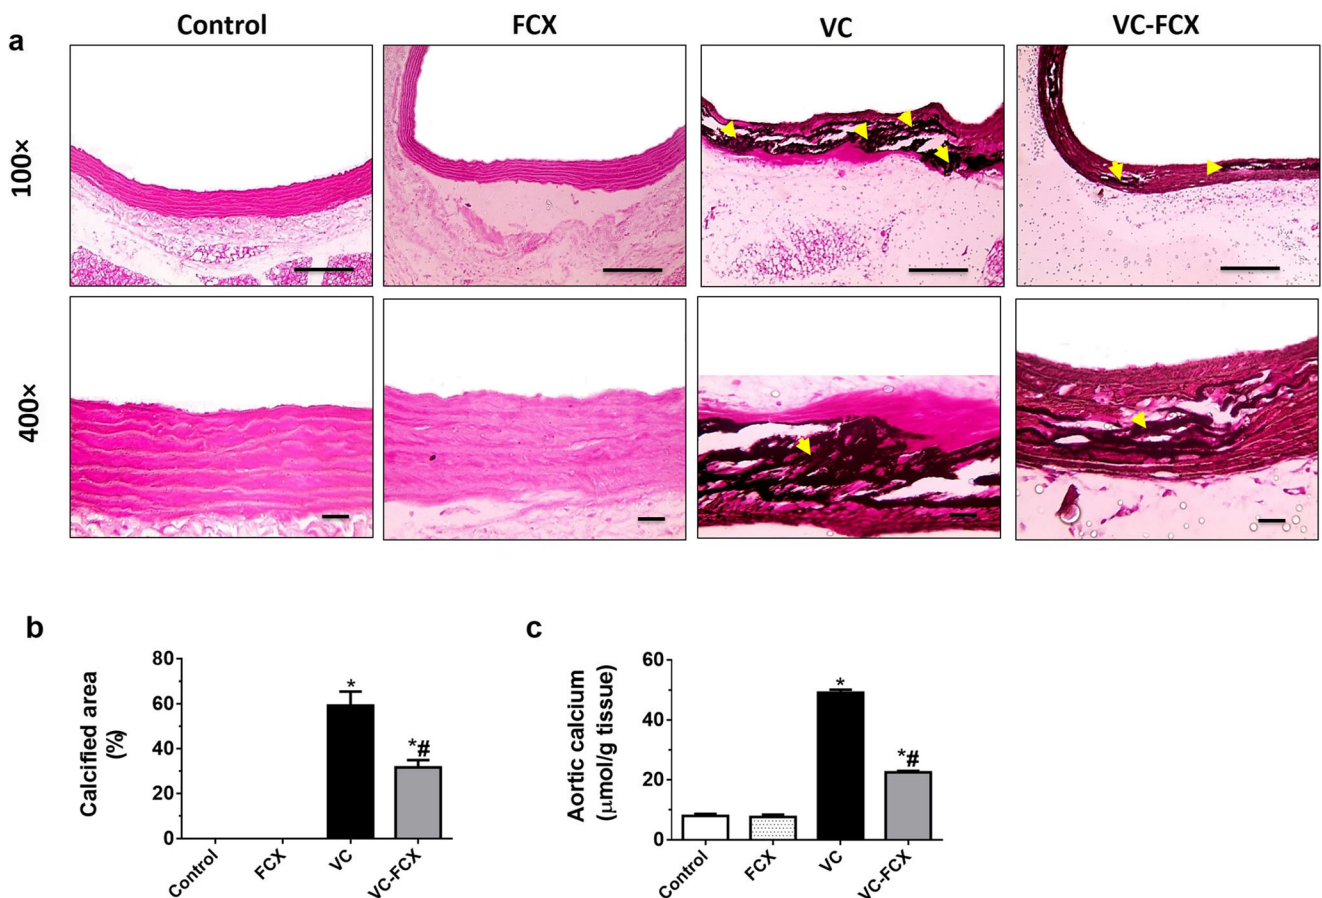 a
Control
FCX
VC
VC-FCX
100×
400×
b
Calcified area
(%)
80
60
40
20
0
*
*#
Control
FCX
VC
VC-FCX
c
Aortic calcium
(μmol/g tissue)
60
40
20
0
*
*#
Control
FCX
VC
VC-FCX